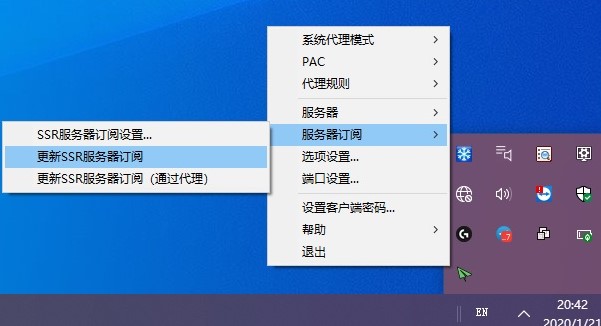 系统代理模式
PAC
代理规则
服务器
服务器订阅
选项设置...
端口设置...
设置客户端密码...
帮助
退出
SSR服务器订阅设置...
更新SSR服务器订阅
更新SSR服务器订阅（通过代理）
EN
20:42
2020/1/21